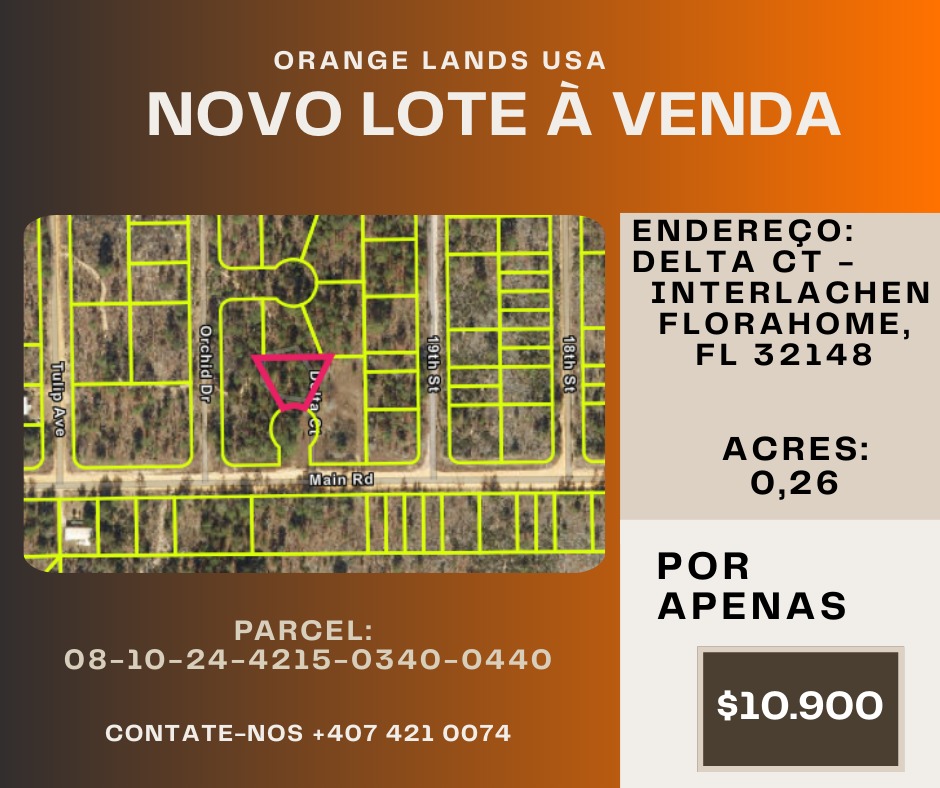 ORANGE LANDS USA
NOVO LOTE À VENDA
Tulip Ave
Orchid Dr
Delta Ct
19th St
18th St
Main Rd
ENDEREÇO:
DELTA CT -
INTERLACHEN
FLORAHOME,
FL 32148
ACRES:
0,26
POR
APENAS
$10.900
PARCEL:
08-10-24-4215-0340-0440
CONTATE-NOS +407 421 0074